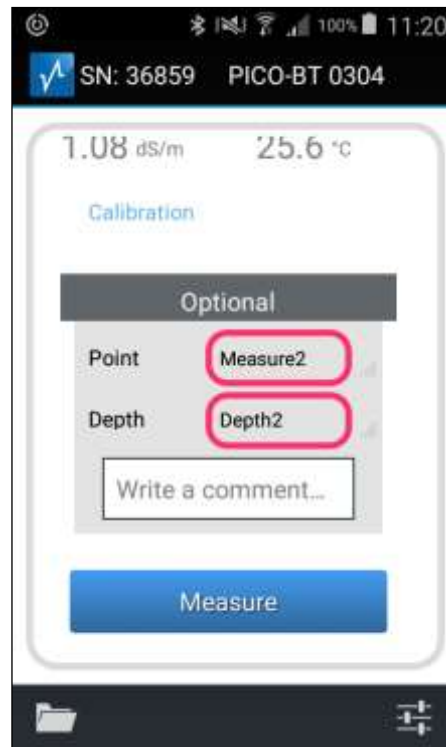 100% 11:20
SN: 36859 PICO-BT 0304
1.08 dS/m 25.6 °C
Calibration
Optional
Point Measure2
Depth Depth2
Write a comment...
Measure